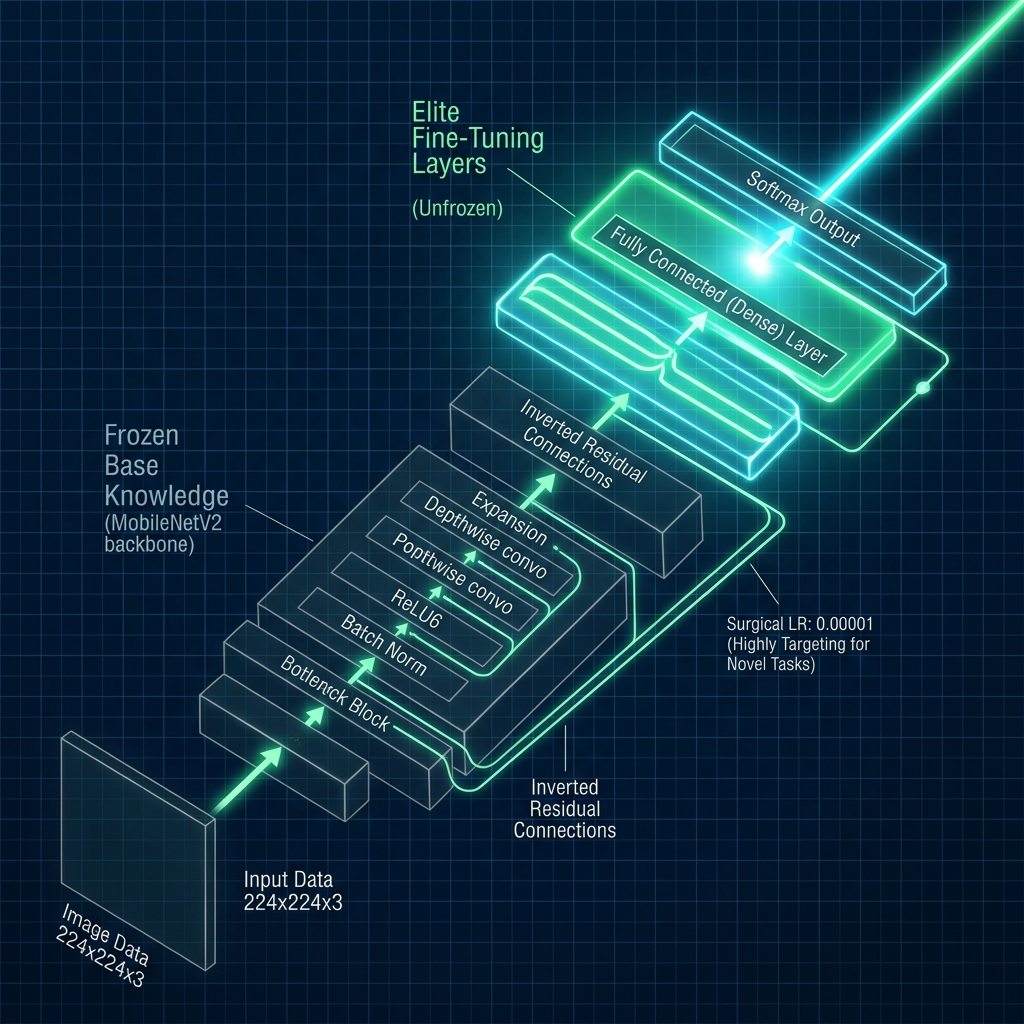 Elite
Fine-Tuning
Layers
(Unfrozen)
Softmax Output
Fully Connected (Dense) Layer
Inverted Residual
Connections
Frozen
Base
Knowledge
(MobileNetV2
backbone)
Expansion
Depthwise convo
Popftwise convo
ReLU6
Batch Norm
Botlenɾck Block
Surgical LR: 0.00001
(Highly Targeting for
Novel Tasks)
Inverted
Residual
Connections
Input Data
224x224x3
Image Data
224x224x3